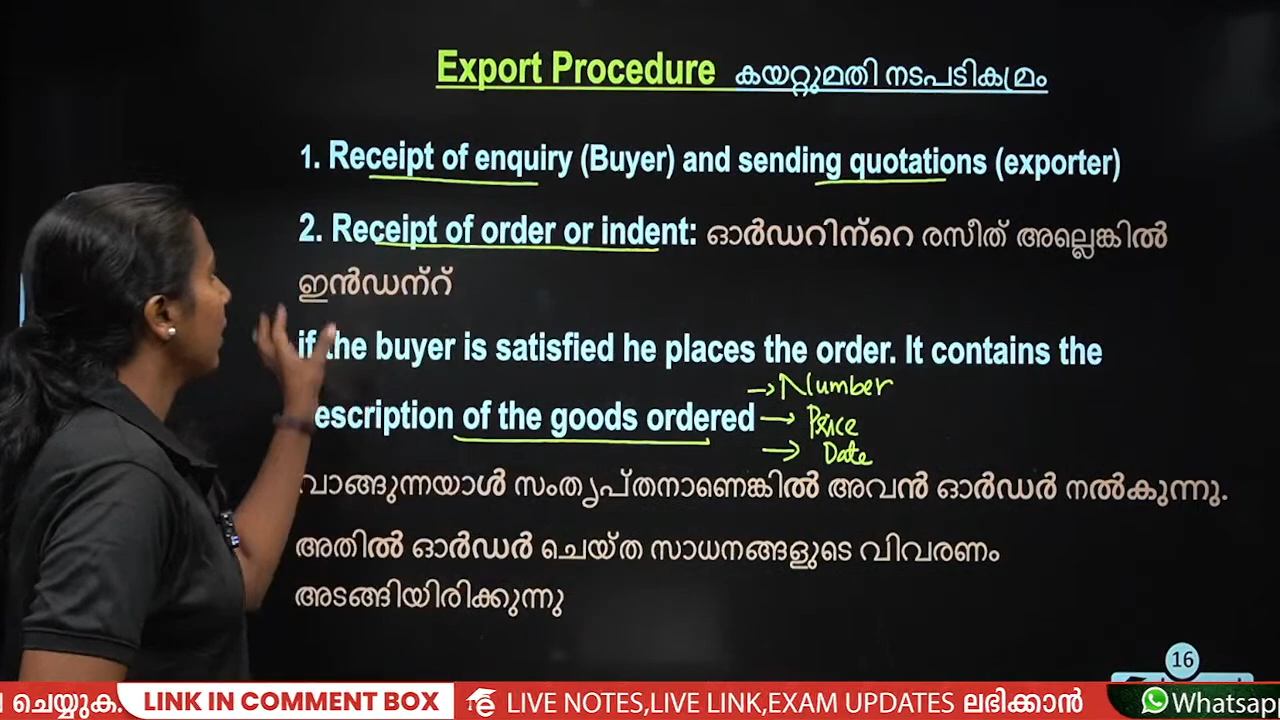 Export Procedure കയറ്റുമതി നടപടിക്രമം
1. Receipt of enquiry (Buyer) and sending quotations (exporter)
2. Receipt of order or indent: ഓർഡറിന്റെ രസീത് അല്ലെങ്കിൽ
ഇൻഡന്റ്
if the buyer is satisfied he places the order. It contains the
→ Number
escription of the goods ordered → Price
→ Date
വാങ്ങുന്നയാൾ സംതൃപ്തനാണെങ്കിൽ അവൻ ഓർഡർ നൽകുന്നു.
അതിൽ ഓർഡർ ചെയ്ത സാധനങ്ങളുടെ വിവരണം
അടങ്ങിയിരിക്കുന്നു
16
ചെയ്യുക. LINK IN COMMENT BOX LIVE NOTES,LIVE LINK,EXAM UPDATES ലഭിക്കാൻ Whatsap